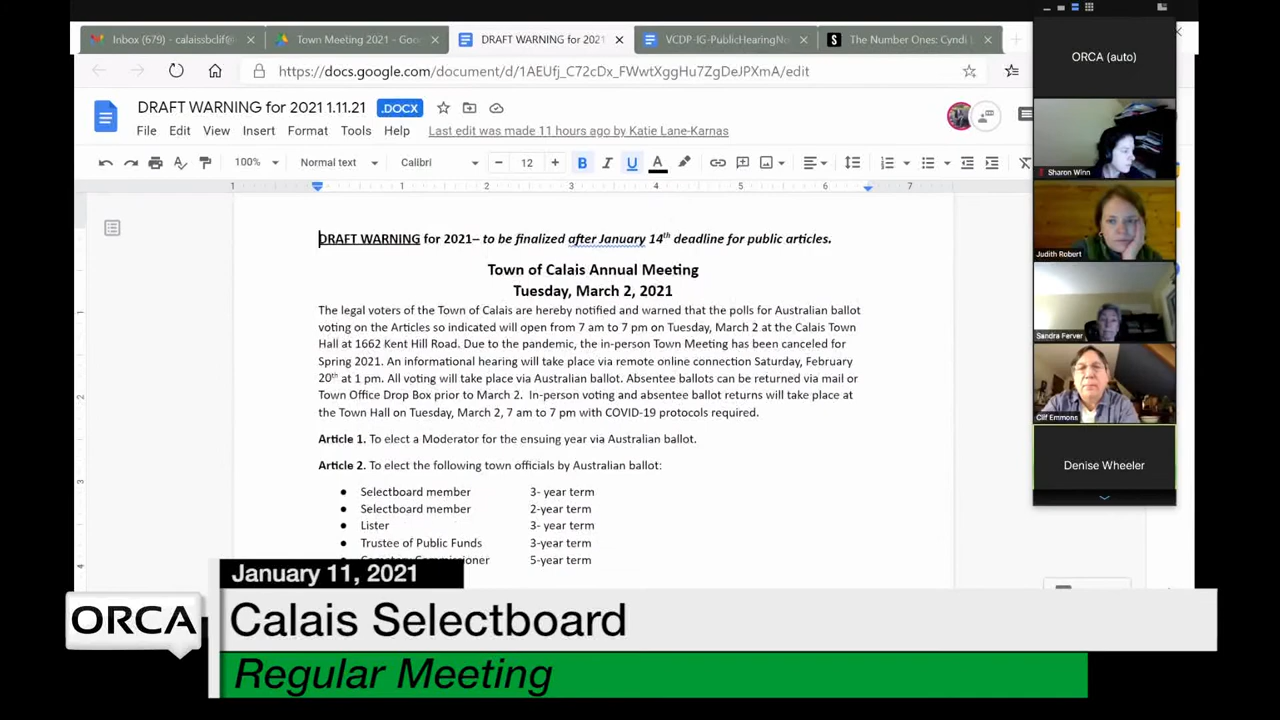 Inbox (679) - calaissbclif@
Town Meeting 2021 - Goo
DRAFT WARNING for 2021
VCDP-IG-PublicHearingNo
The Number Ones: Cyndi L
https://docs.google.com/document/d/1AEUfj_C72cDx_FWwtXggHu7ZgDeJPXmA/edit
DRAFT WARNING for 2021 1.11.21 .DOCX
File Edit View Insert Format Tools Help Last edit was made 11 hours ago by Katie Lane-Karnas
100% Normal text Calibri 12 B I U A
1 1 2 3 4 5 6 7
DRAFT WARNING for 2021– to be finalized after January 14th deadline for public articles.
Town of Calais Annual Meeting
Tuesday, March 2, 2021
The legal voters of the Town of Calais are hereby notified and warned that the polls for Australian ballot
voting on the Articles so indicated will open from 7 am to 7 pm on Tuesday, March 2 at the Calais Town
Hall at 1662 Kent Hill Road. Due to the pandemic, the in-person Town Meeting has been canceled for
Spring 2021. An informational hearing will take place via remote online connection Saturday, February
20th at 1 pm. All voting will take place via Australian ballot. Absentee ballots can be returned via mail or
Town Office Drop Box prior to March 2. In-person voting and absentee ballot returns will take place at
the Town Hall on Tuesday, March 2, 7 am to 7 pm with COVID-19 protocols required.
Article 1. To elect a Moderator for the ensuing year via Australian ballot.
Article 2. To elect the following town officials by Australian ballot:
● Selectboard member 3- year term
● Selectboard member 2-year term
● Lister 3- year term
● Trustee of Public Funds 3-year term
● Cemetery Commissioner 5-year term
ORCA (auto)
Sharon Winn
Judith Robert
Sandra Ferver
Clif Emmons
Denise Wheeler
January 11, 2021
ORCA
Calais Selectboard
Regular Meeting